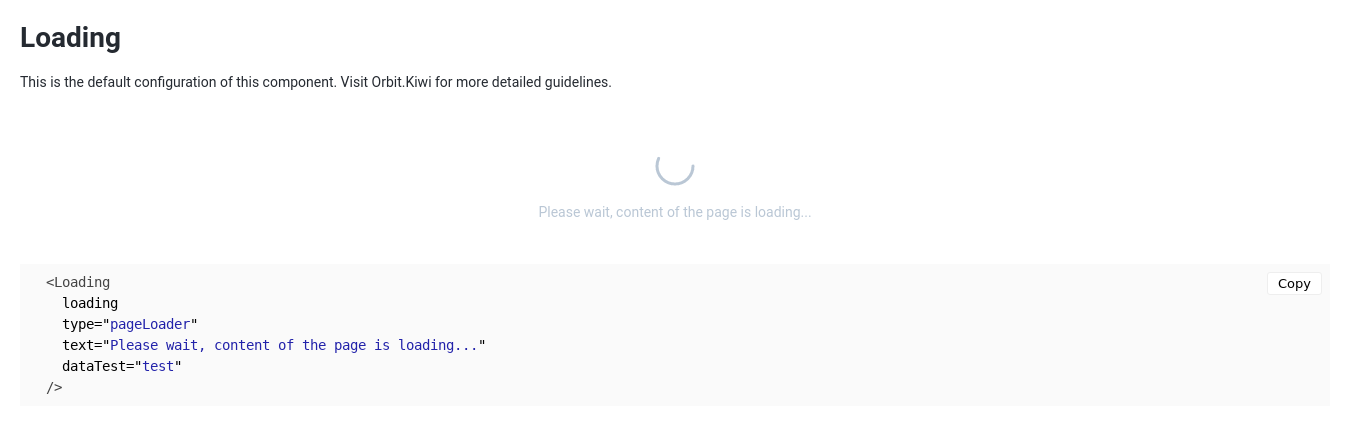 Loading
This is the default configuration of this component. Visit Orbit.Kiwi for more detailed guidelines.
Please wait, content of the page is loading...
<Loading
Copy
loading
type="pageLoader"
text="Please wait, content of the page is loading..."
dataTest="test"
/>